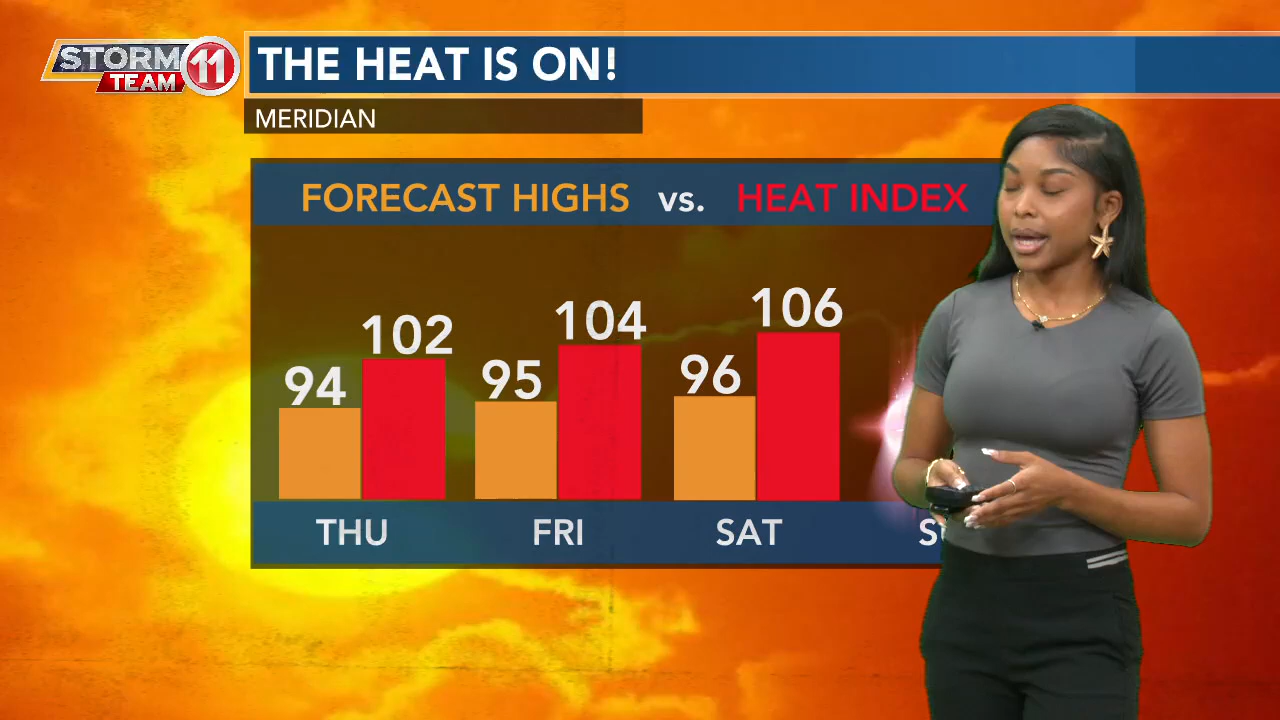 STORM
TEAM 11
THE HEAT IS ON!
MERIDIAN
FORECAST HIGHS vs. HEAT INDEX
94 102 95 104 96 106
THU FRI SAT